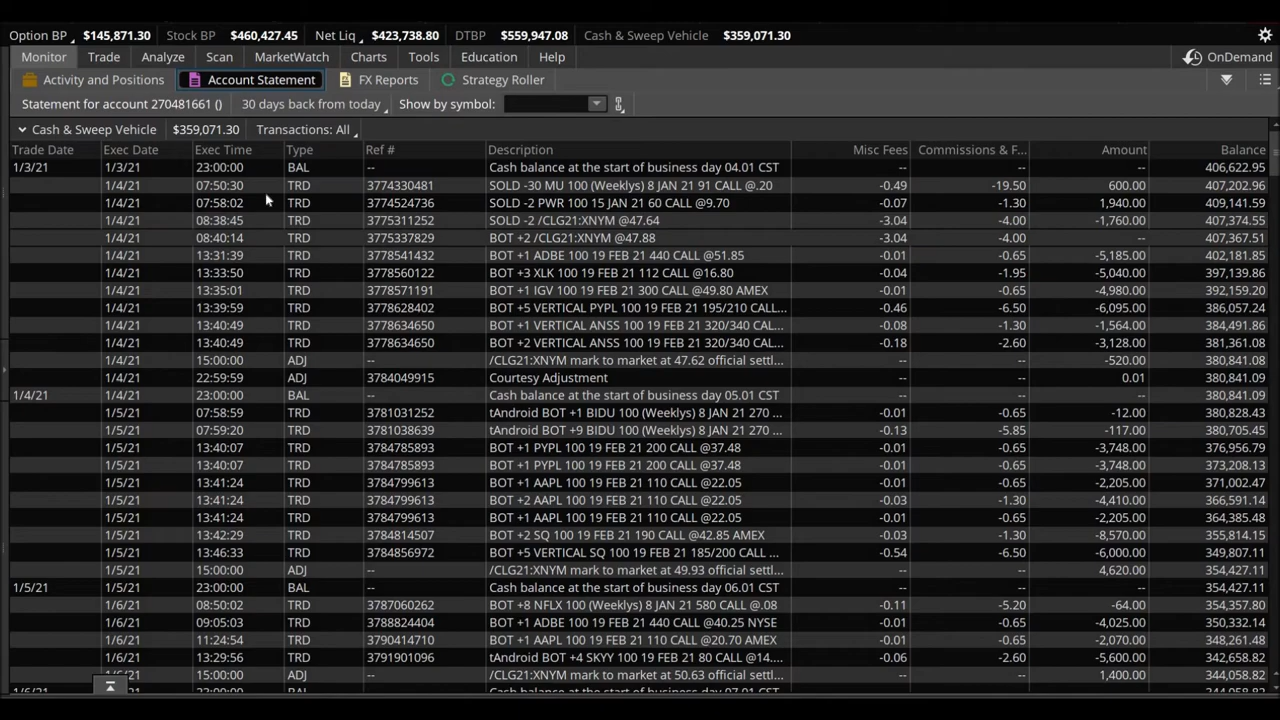 Option BP $145,871.30 Stock BP $460,427.45 Net Liq $423,738.80 DTBP $559,947.08 Cash & Sweep Vehicle $359,071.30
Monitor Trade Analyze Scan MarketWatch Charts Tools Education Help OnDemand
Activity and Positions Account Statement FX Reports Strategy Roller
Statement for account 270481661 () 30 days back from today Show by symbol:
Cash & Sweep Vehicle $359,071.30 Transactions: All
Trade Date Exec Date Exec Time Type Ref # Description Misc Fees Commissions & F... Amount Balance
1/3/21 1/3/21 23:00:00 BAL -- Cash balance at the start of business day 04.01 CST -- -- -- 406,622.95
1/4/21 07:50:30 TRD 3774330481 SOLD -30 MU 100 (Weeklys) 8 JAN 21 91 CALL @.20 -0.49 -19.50 600.00 407,202.96
1/4/21 07:58:02 TRD 3774524736 SOLD -2 PWR 100 15 JAN 21 60 CALL @9.70 -0.07 -1.30 1,940.00 409,141.59
1/4/21 08:38:45 TRD 3775311252 SOLD -2 /CLG21:XNYM @47.64 -3.04 -4.00 -1,760.00 407,374.55
1/4/21 08:40:14 TRD 3775337829 BOT +2 /CLG21:XNYM @47.88 -3.04 -4.00 -- 407,367.51
1/4/21 13:31:39 TRD 3778541432 BOT +1 ADBE 100 19 FEB 21 440 CALL @51.85 -0.01 -0.65 -5,185.00 402,181.85
1/4/21 13:33:50 TRD 3778560122 BOT +3 XLK 100 19 FEB 21 112 CALL @16.80 -0.04 -1.95 -5,040.00 397,139.86
1/4/21 13:35:01 TRD 3778571191 BOT +1 IGV 100 19 FEB 21 300 CALL @49.80 AMEX -0.01 -0.65 -4,980.00 392,159.20
1/4/21 13:39:59 TRD 3778628402 BOT +5 VERTICAL PYPL 100 19 FEB 21 195/210 CALL... -0.46 -6.50 -6,095.00 386,057.24
1/4/21 13:40:49 TRD 3778634650 BOT +1 VERTICAL ANSS 100 19 FEB 21 320/340 CAL... -0.08 -1.30 -1,564.00 384,491.86
1/4/21 13:40:49 TRD 3778634650 BOT +2 VERTICAL ANSS 100 19 FEB 21 320/340 CAL... -0.18 -2.60 -3,128.00 381,361.08
1/4/21 15:00:00 ADJ -- /CLG21:XNYM mark to market at 47.62 official settl... -- -- -520.00 380,841.08
1/4/21 22:59:59 ADJ 3784049915 Courtesy Adjustment -- -- 0.01 380,841.09
1/4/21 1/4/21 23:00:00 BAL -- Cash balance at the start of business day 05.01 CST -- -- -- 380,841.09
1/5/21 07:58:59 TRD 3781031252 tAndroid BOT +1 BIDU 100 (Weeklys) 8 JAN 21 270 ... -0.01 -0.65 -12.00 380,828.43
1/5/21 07:59:20 TRD 3781038639 tAndroid BOT +9 BIDU 100 (Weeklys) 8 JAN 21 270 ... -0.13 -5.85 -117.00 380,705.45
1/5/21 13:40:07 TRD 3784785893 BOT +1 PYPL 100 19 FEB 21 200 CALL @37.48 -0.01 -0.65 -3,748.00 376,956.79
1/5/21 13:40:07 TRD 3784785893 BOT +1 PYPL 100 19 FEB 21 200 CALL @37.48 -0.01 -0.65 -3,748.00 373,208.13
1/5/21 13:41:24 TRD 3784799613 BOT +1 AAPL 100 19 FEB 21 110 CALL @22.05 -0.01 -0.65 -2,205.00 371,002.47
1/5/21 13:41:24 TRD 3784799613 BOT +2 AAPL 100 19 FEB 21 110 CALL @22.05 -0.03 -1.30 -4,410.00 366,591.14
1/5/21 13:41:24 TRD 3784799613 BOT +1 AAPL 100 19 FEB 21 110 CALL @22.05 -0.01 -0.65 -2,205.00 364,385.48
1/5/21 13:42:29 TRD 3784814507 BOT +2 SQ 100 19 FEB 21 190 CALL @42.85 AMEX -0.03 -1.30 -8,570.00 355,814.15
1/5/21 13:46:33 TRD 3784856972 BOT +5 VERTICAL SQ 100 19 FEB 21 185/200 CALL ... -0.54 -6.50 -6,000.00 349,807.11
1/5/21 15:00:00 ADJ -- /CLG21:XNYM mark to market at 49.93 official settl... -- -- 4,620.00 354,427.11
1/5/21 1/5/21 23:00:00 BAL -- Cash balance at the start of business day 06.01 CST -- -- -- 354,427.11
1/6/21 08:50:02 TRD 3787060262 BOT +8 NFLX 100 (Weeklys) 8 JAN 21 580 CALL @.08 -0.11 -5.20 -64.00 354,357.80
1/6/21 09:05:03 TRD 3788824404 BOT +1 ADBE 100 19 FEB 21 440 CALL @40.25 NYSE -0.01 -0.65 -4,025.00 350,332.14
1/6/21 11:24:54 TRD 3790414710 BOT +1 AAPL 100 19 FEB 21 110 CALL @20.70 AMEX -0.01 -0.65 -2,070.00 348,261.48
1/6/21 13:29:56 TRD 3791901096 tAndroid BOT +4 SKYY 100 19 FEB 21 80 CALL @14.... -0.06 -2.60 -5,600.00 342,658.82
1/6/21 15:00:00 ADJ -- /CLG21:XNYM mark to market at 50.63 official settl... -- -- 1,400.00 344,058.82
1/6/21 1/6/21 23:00:00 BAL -- Cash balance at the start of business day 07.01 CST -- -- -- 344,058.82